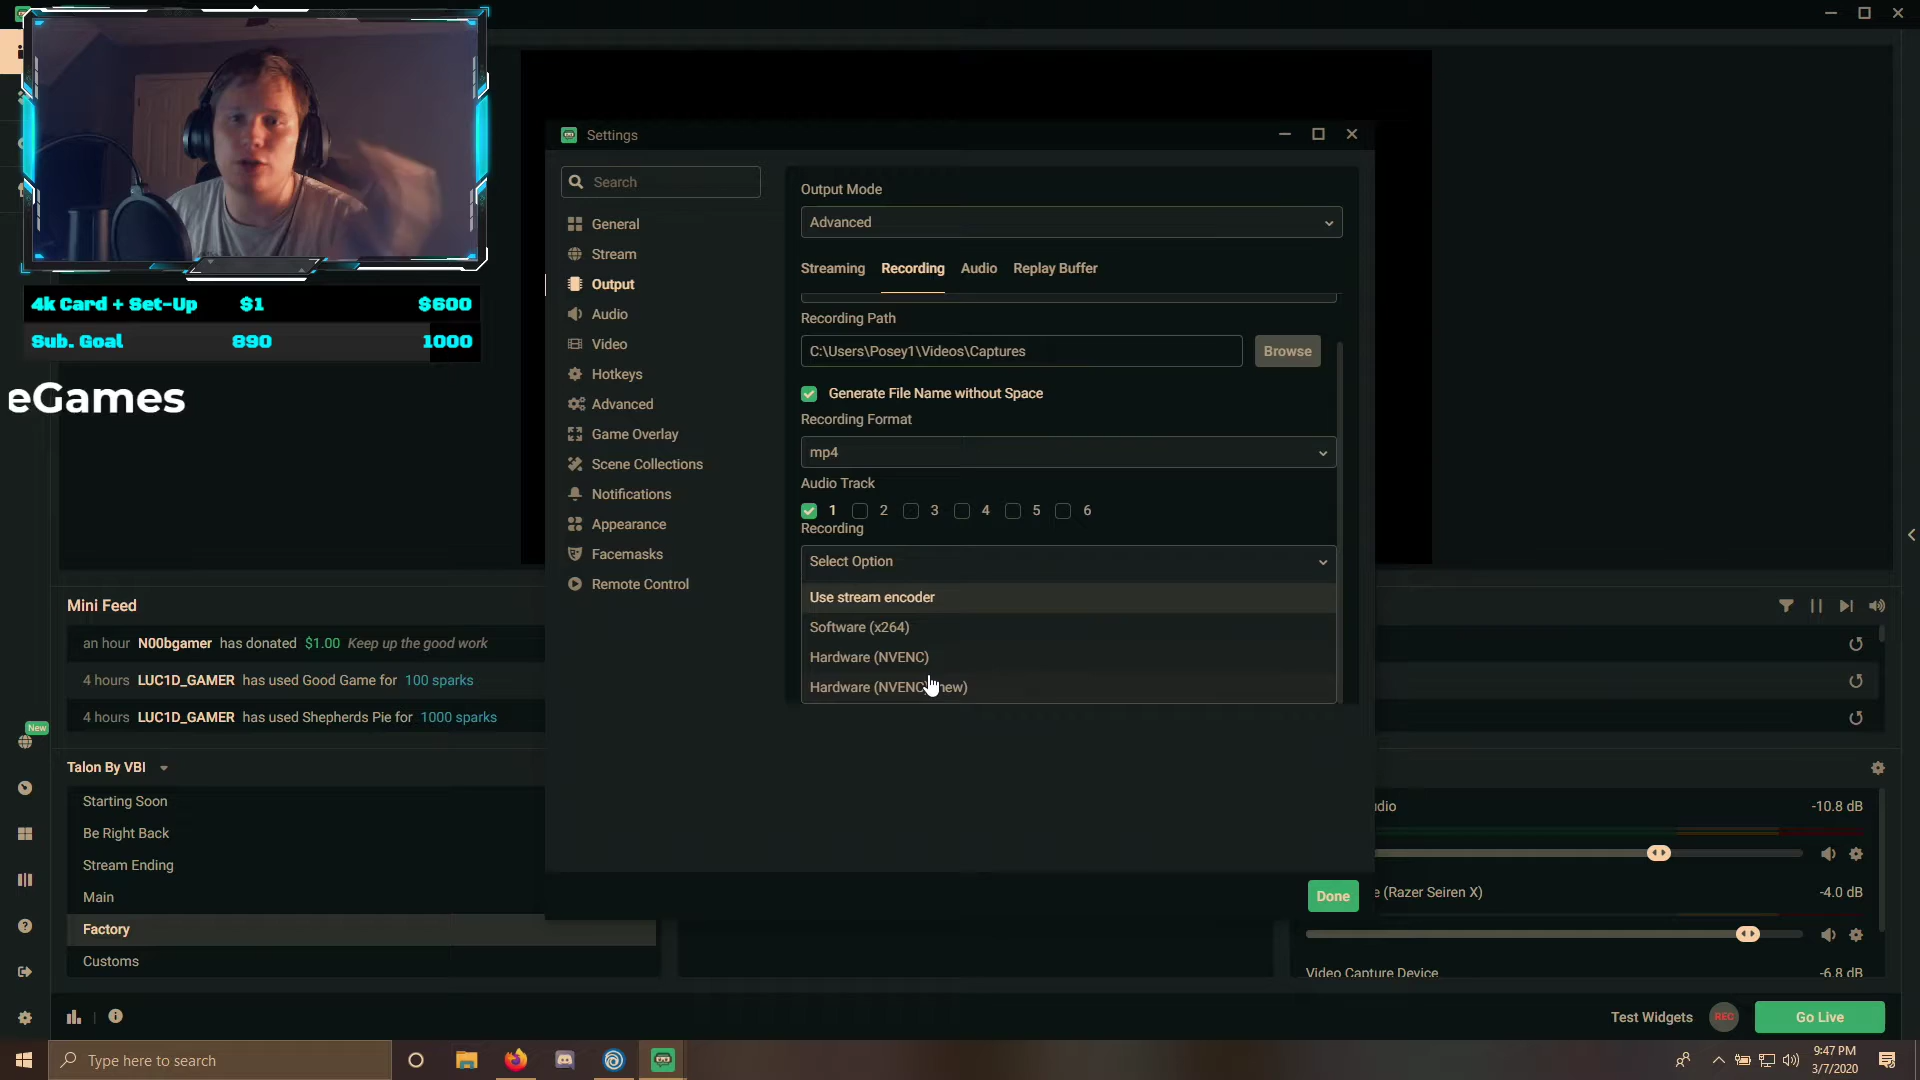 4k Card + Set-Up $1 $600
Sub. Goal 890 1000
eGames
Settings
Search
General
Stream
Output
Audio
Video
Hotkeys
Advanced
Game Overlay
Scene Collections
Notifications
Appearance
Facemasks
Remote Control
Output Mode
Advanced
Streaming Recording Audio Replay Buffer
Recording Path
C:\Users\Posey1\Videos\Captures
Browse
Generate File Name without Space
Recording Format
mp4
Audio Track
1 2 3 4 5 6
Recording
Select Option
Use stream encoder
Software (x264)
Hardware (NVENC)
Hardware (NVENC) new)
Done
Mini Feed
an hour N00bgamer has donated $1.00 Keep up the good work
4 hours LUC1D_GAMER has used Good Game for 100 sparks
4 hours LUC1D_GAMER has used Shepherds Pie for 1000 sparks
New
Talon By VBI
Starting Soon
Be Right Back
Stream Ending
Main
Factory
Customs
dio -10.8 dB
e (Razer Seiren X) -4.0 dB
Video Capture Device -6.8 dB
Test Widgets REC Go Live
Type here to search
9:47 PM
3/7/2020